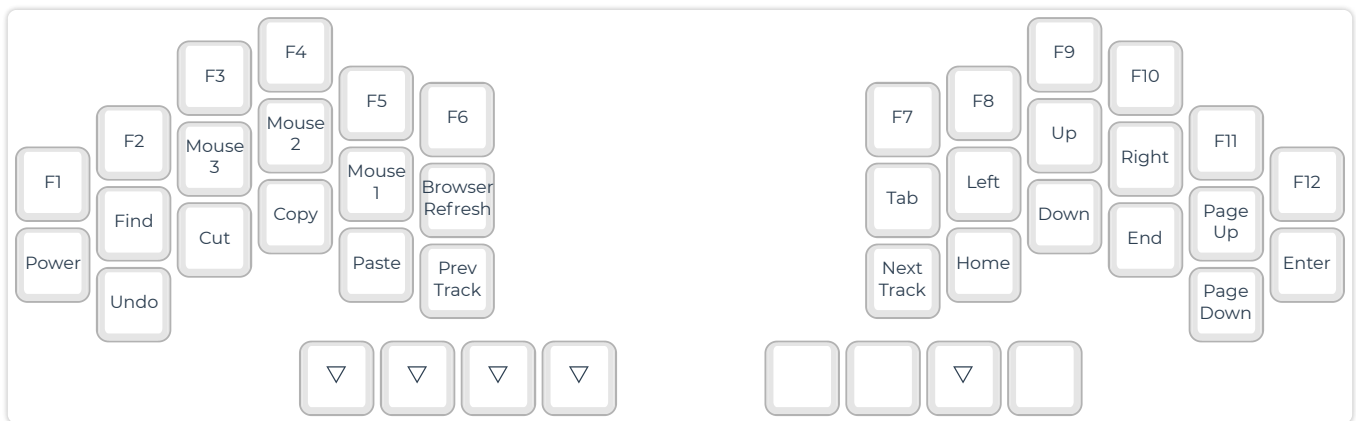 F4
F9
F3
F10
F5
F8
F6
F7
F2
Mouse
2
Up
F11
Mouse
3
Right
F1
Mouse
1
Left
F12
Browser
Refresh
Tab
Find
Copy
Down
Page
Up
Cut
End
Power
Paste
Prev
Track
Next
Track
Home
Enter
Undo
Page
Down
▽ ▽ ▽ ▽ ▽